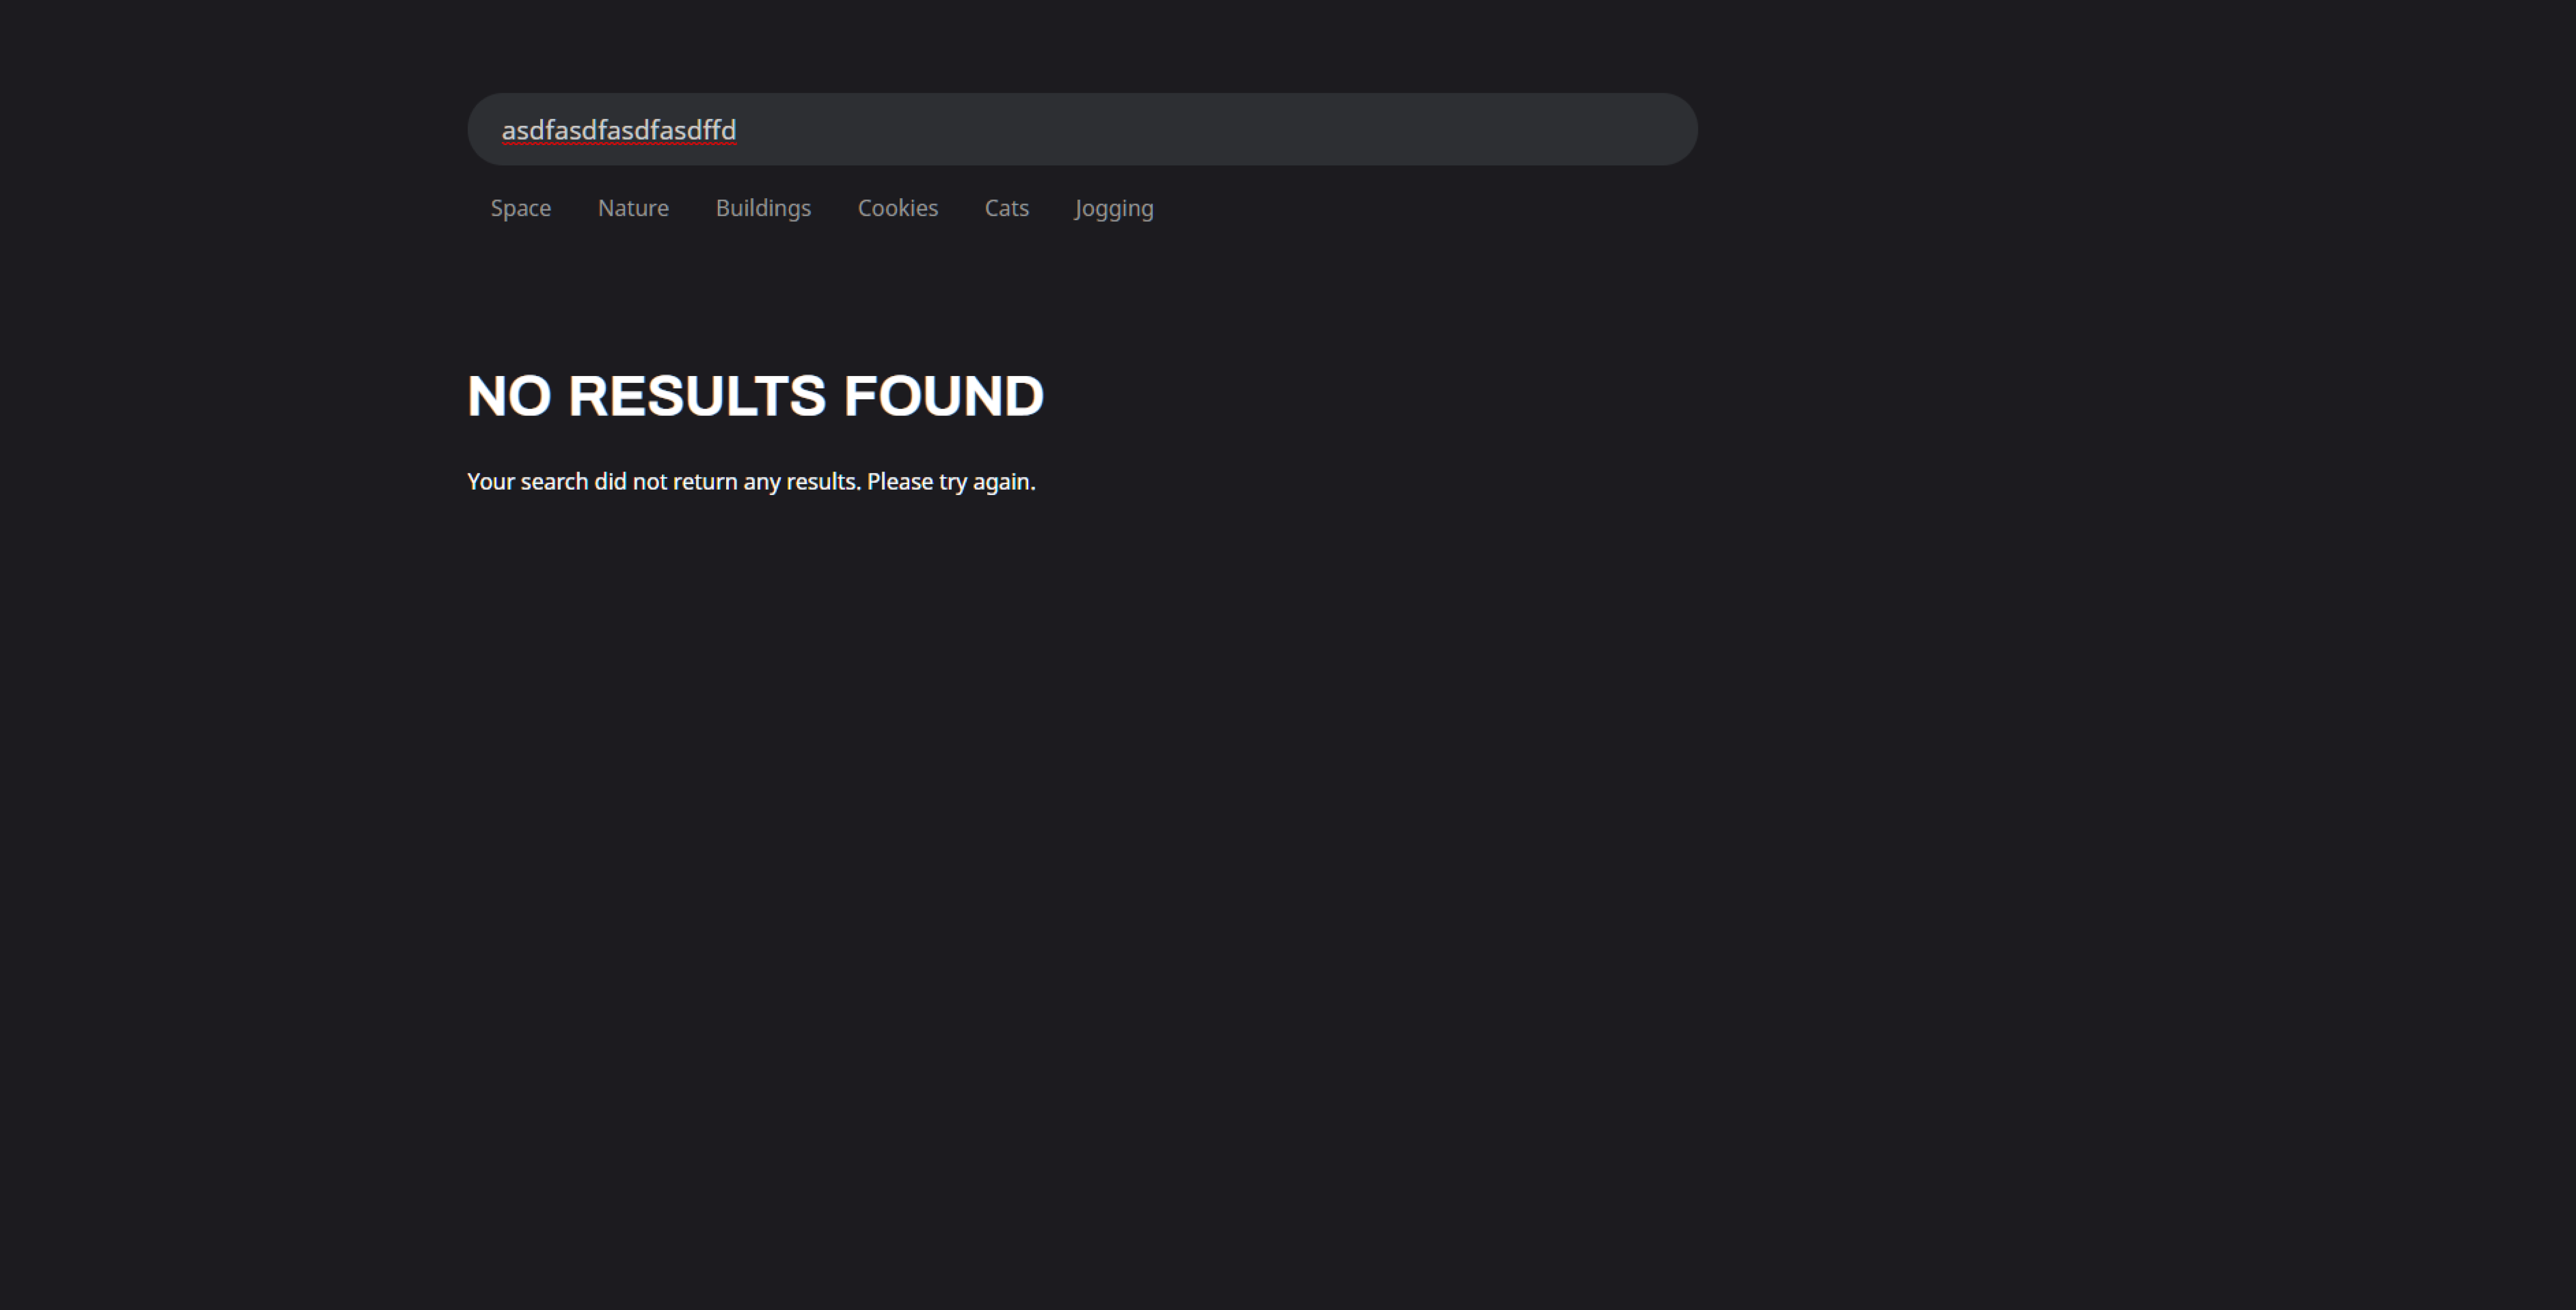 asdfasdfasdfasdffd
Space Nature Buildings Cookies Cats Jogging
NO RESULTS FOUND
Your search did not return any results. Please try again.